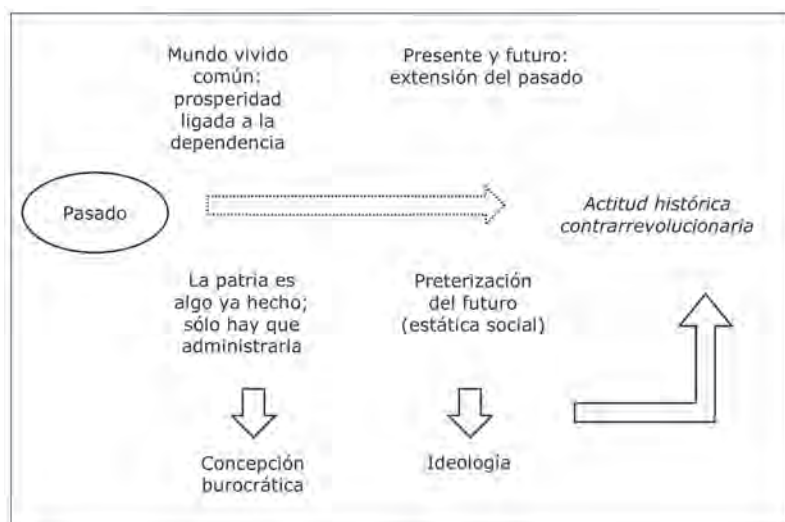 Mundo vivido
común:
prosperidad
ligada a la
dependencia
Presente y futuro:
extensión del pasado
Pasado
Actitud histórica
contrarrevolucionaria
La patria es
algo ya hecho;
sólo hay que
administrarla
Preterización
del futuro
(estática social)
Concepción
burocrática
Ideología